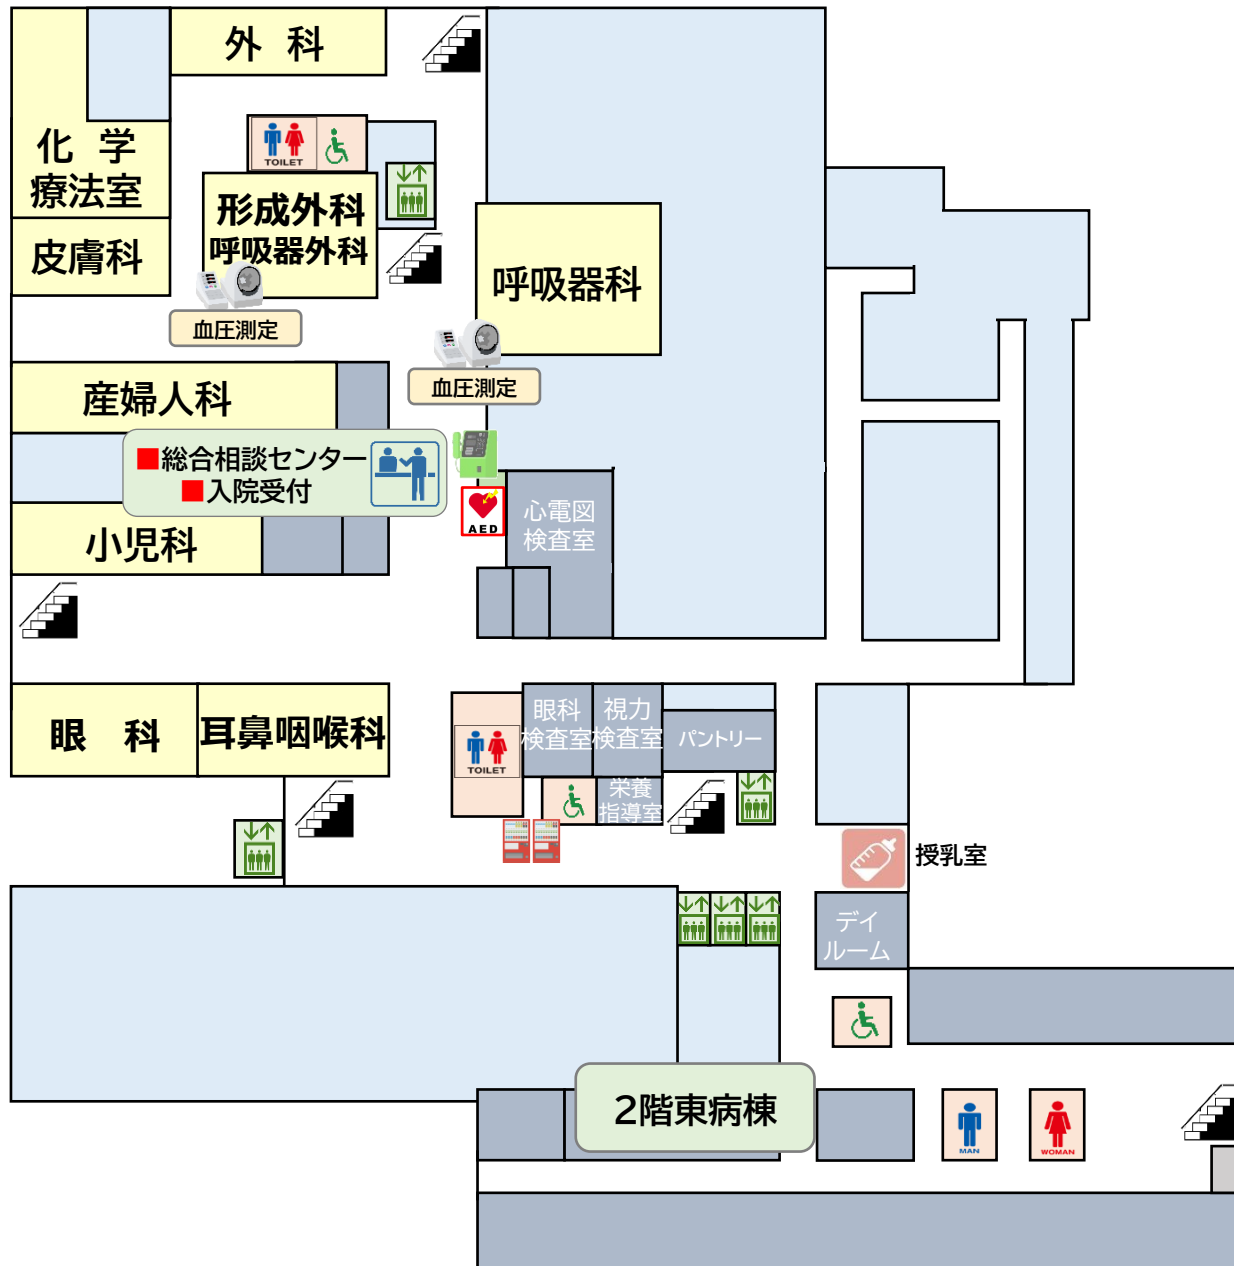 外 科
化 学
療法室
TOILET
形成外科
呼吸器外科
皮膚科
呼吸器科
血圧測定
血圧測定
産婦人科
■総合相談センター
■入院受付
AED
心電図
検査室
小児科
眼 科
耳鼻咽喉科
TOILET
眼科
検査室
視力
検査室
パントリー
栄養
指導室
授乳室
デイ
ルーム
2階東病棟
MAN
WOMAN